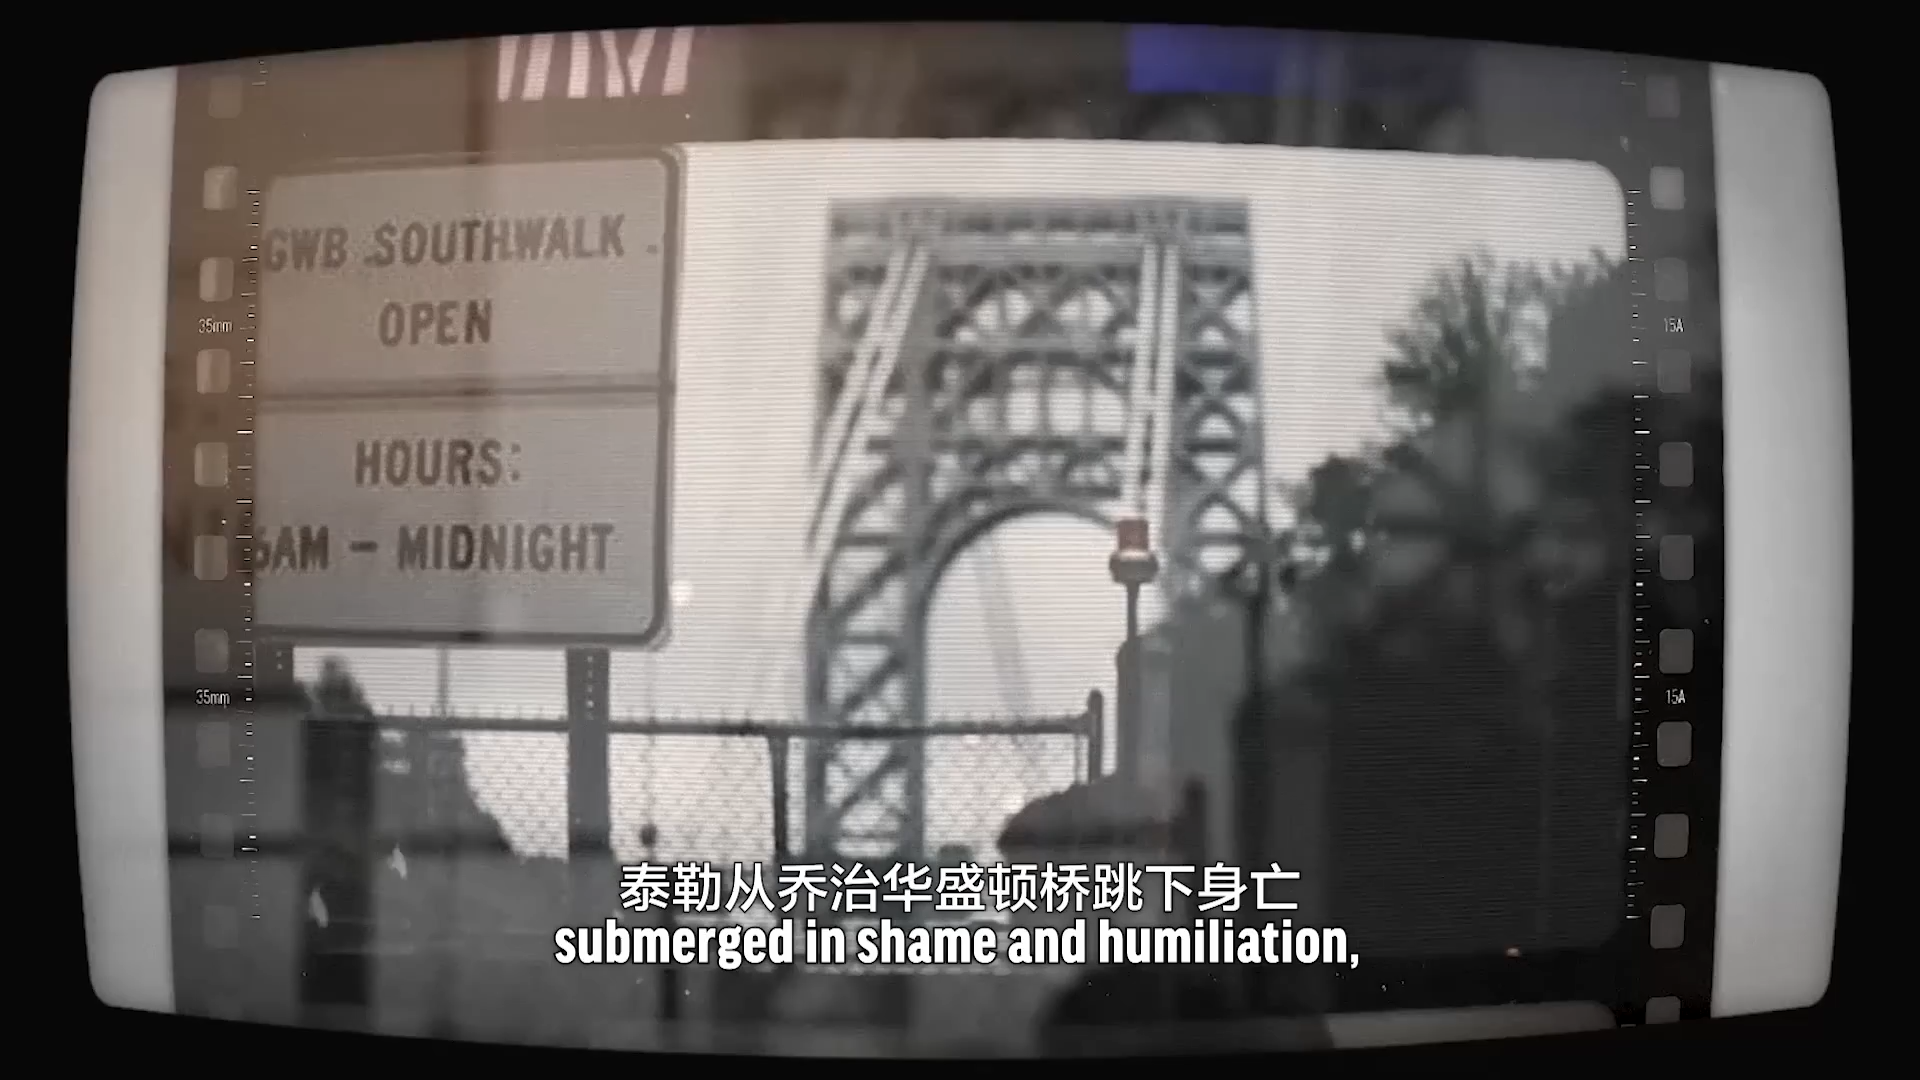 GWB SOUTHWALK
OPEN
HOURS:
6AM – MIDNIGHT
35mm
15A
35mm
15A
泰勒从乔治华盛顿桥跳下身亡
submerged in shame and humiliation,